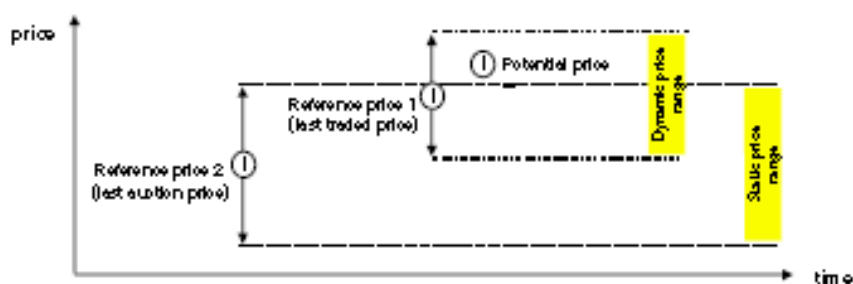 price
Potential price
Reference price 1
(last traded price)
Dynamic price
range
Reference price 2
(last auction price)
Static price
range
time